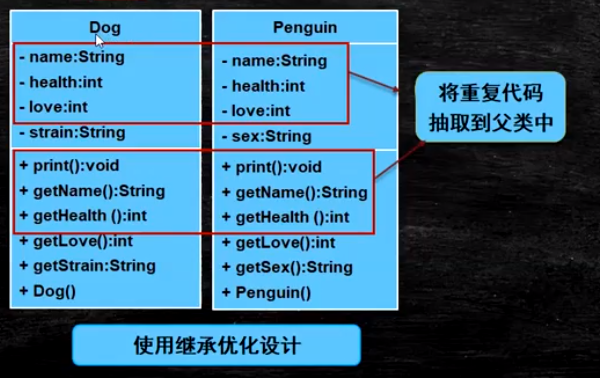 Dog
- name:String
- health:int
- love:int
- strain:String
+ print():void
+ getName():String
+ getHealth ():int
+ getLove():int
+ getStrain:String
+ Dog()
Penguin
- name:String
- health:int
- love:int
- sex:String
+ print():void
+ getName():String
+ getHealth ():int
+ getLove():int
+ getSex():String
+ Penguin()
将重复代码
抽取到父类中
使用继承优化设计